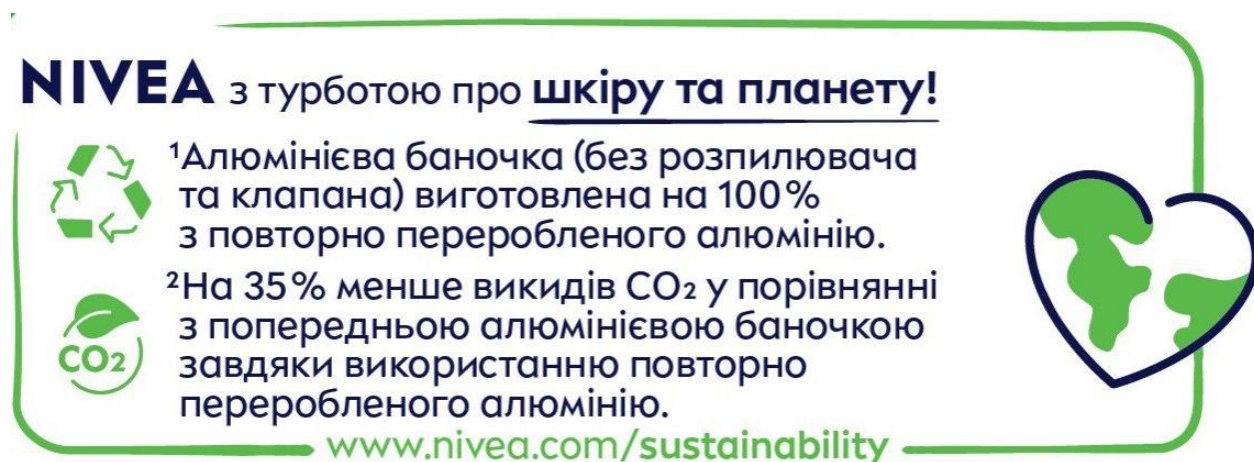 NIVEA з турботою про шкіру та планету!
¹Алюмінієва баночка (без розпилювача
та клапана) виготовлена на 100%
з повторно переробленого алюмінію.
²На 35% менше викидів CO₂ у порівнянні
з попередньою алюмінієвою баночкою
завдяки використанню повторно
переробленого алюмінію.
CO₂
www.nivea.com/sustainability